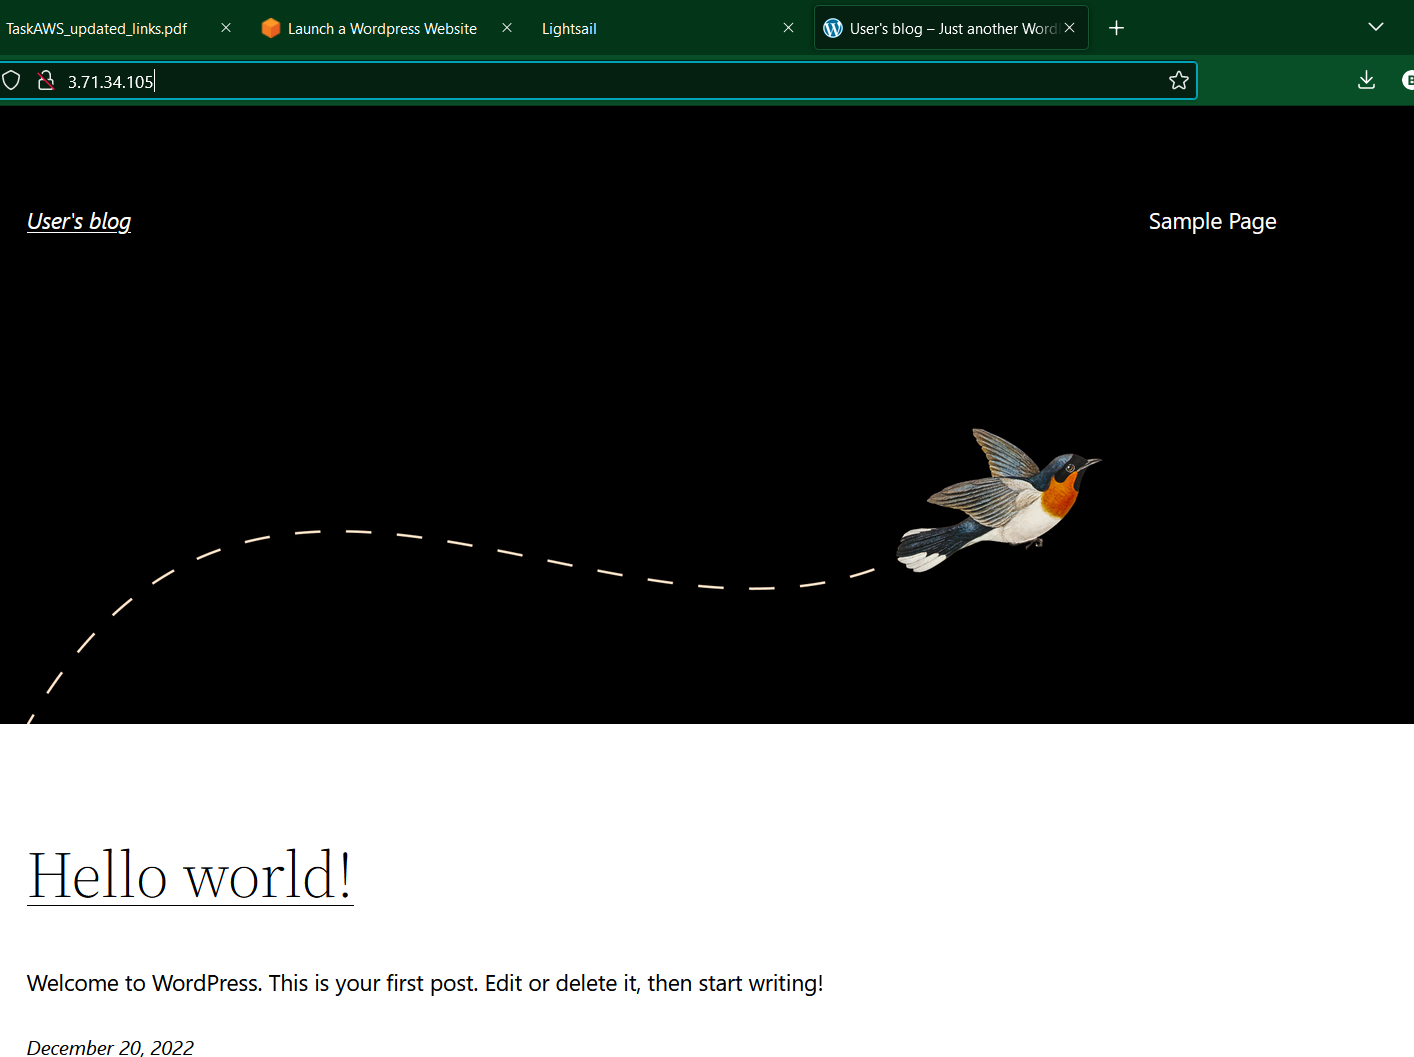 TaskAWS_updated_links.pdf
Launch a Wordpress Website
Lightsail
User's blog – Just another Word
3.71.34.105
User's blog
Sample Page
Hello world!
Welcome to WordPress. This is your first post. Edit or delete it, then start writing!
December 20, 2022